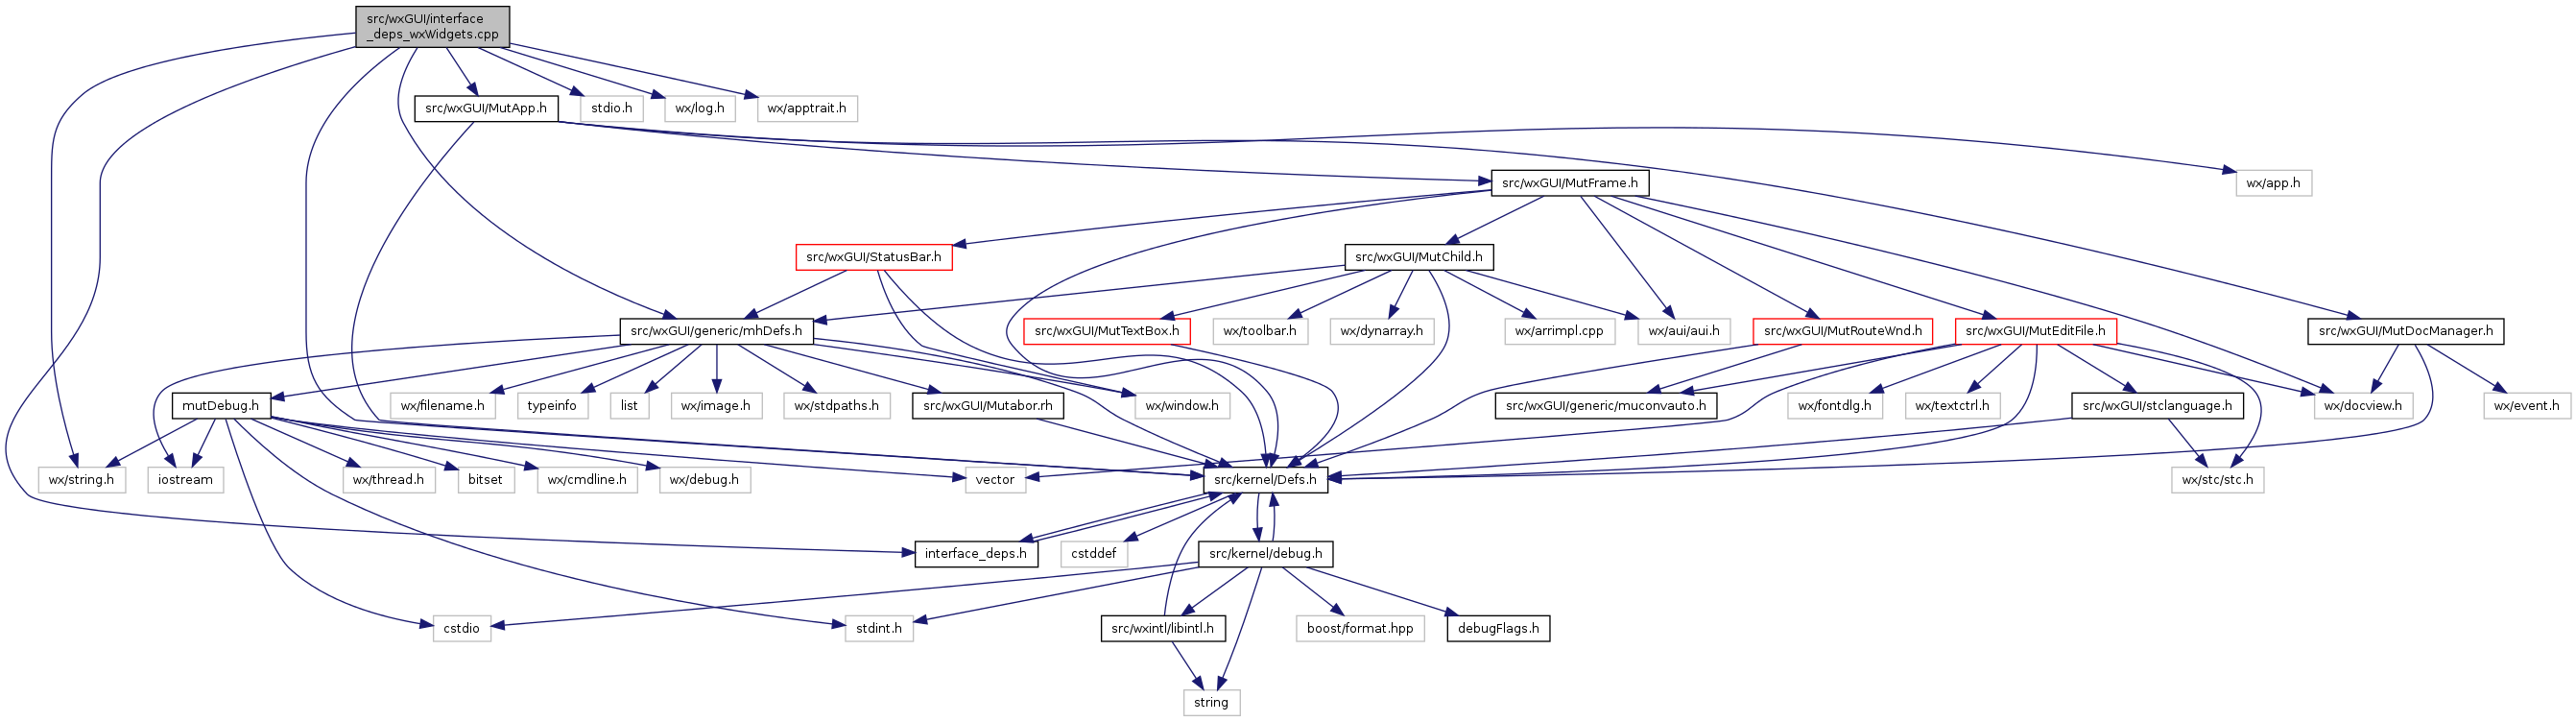 src/wxGUI/interface
_deps_wxWidgets.cpp
src/wxGUI/MutApp.h
stdio.h
wx/log.h
wx/apptrait.h
src/wxGUI/MutFrame.h
wx/app.h
src/wxGUI/StatusBar.h
src/wxGUI/MutChild.h
src/wxGUI/generic/mhDefs.h
src/wxGUI/MutTextBox.h
wx/toolbar.h
wx/dynarray.h
wx/arrimpl.cpp
wx/aui/aui.h
src/wxGUI/MutRouteWnd.h
src/wxGUI/MutEditFile.h
src/wxGUI/MutDocManager.h
mutDebug.h
wx/filename.h
typeinfo
list
wx/image.h
wx/stdpaths.h
src/wxGUI/Mutabor.rh
wx/window.h
src/wxGUI/generic/muconvauto.h
wx/fontdlg.h
wx/textctrl.h
src/wxGUI/stclanguage.h
wx/docview.h
wx/event.h
wx/string.h
iostream
wx/thread.h
bitset
wx/cmdline.h
wx/debug.h
vector
src/kernel/Defs.h
wx/stc/stc.h
interface_deps.h
cstddef
src/kernel/debug.h
cstdio
stdint.h
src/wxintl/libintl.h
boost/format.hpp
debugFlags.h
string